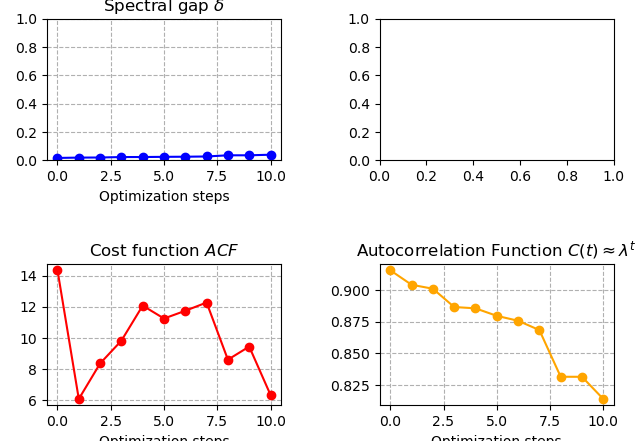 Spectral gap δ
1.0
0.8
0.6
0.4
0.2
0.0
0.0 2.5 5.0 7.5 10.0
Optimization steps
1.0
0.8
0.6
0.4
0.2
0.0
0.0 0.2 0.4 0.6 0.8 1.0
Cost function ACF
14
12
10
8
6
0.0 2.5 5.0 7.5 10.0
Optimization steps
Autocorrelation Function C(t) ≈ λ^t
0.900
0.875
0.850
0.825
0.0 2.5 5.0 7.5 10.0
Optimization steps